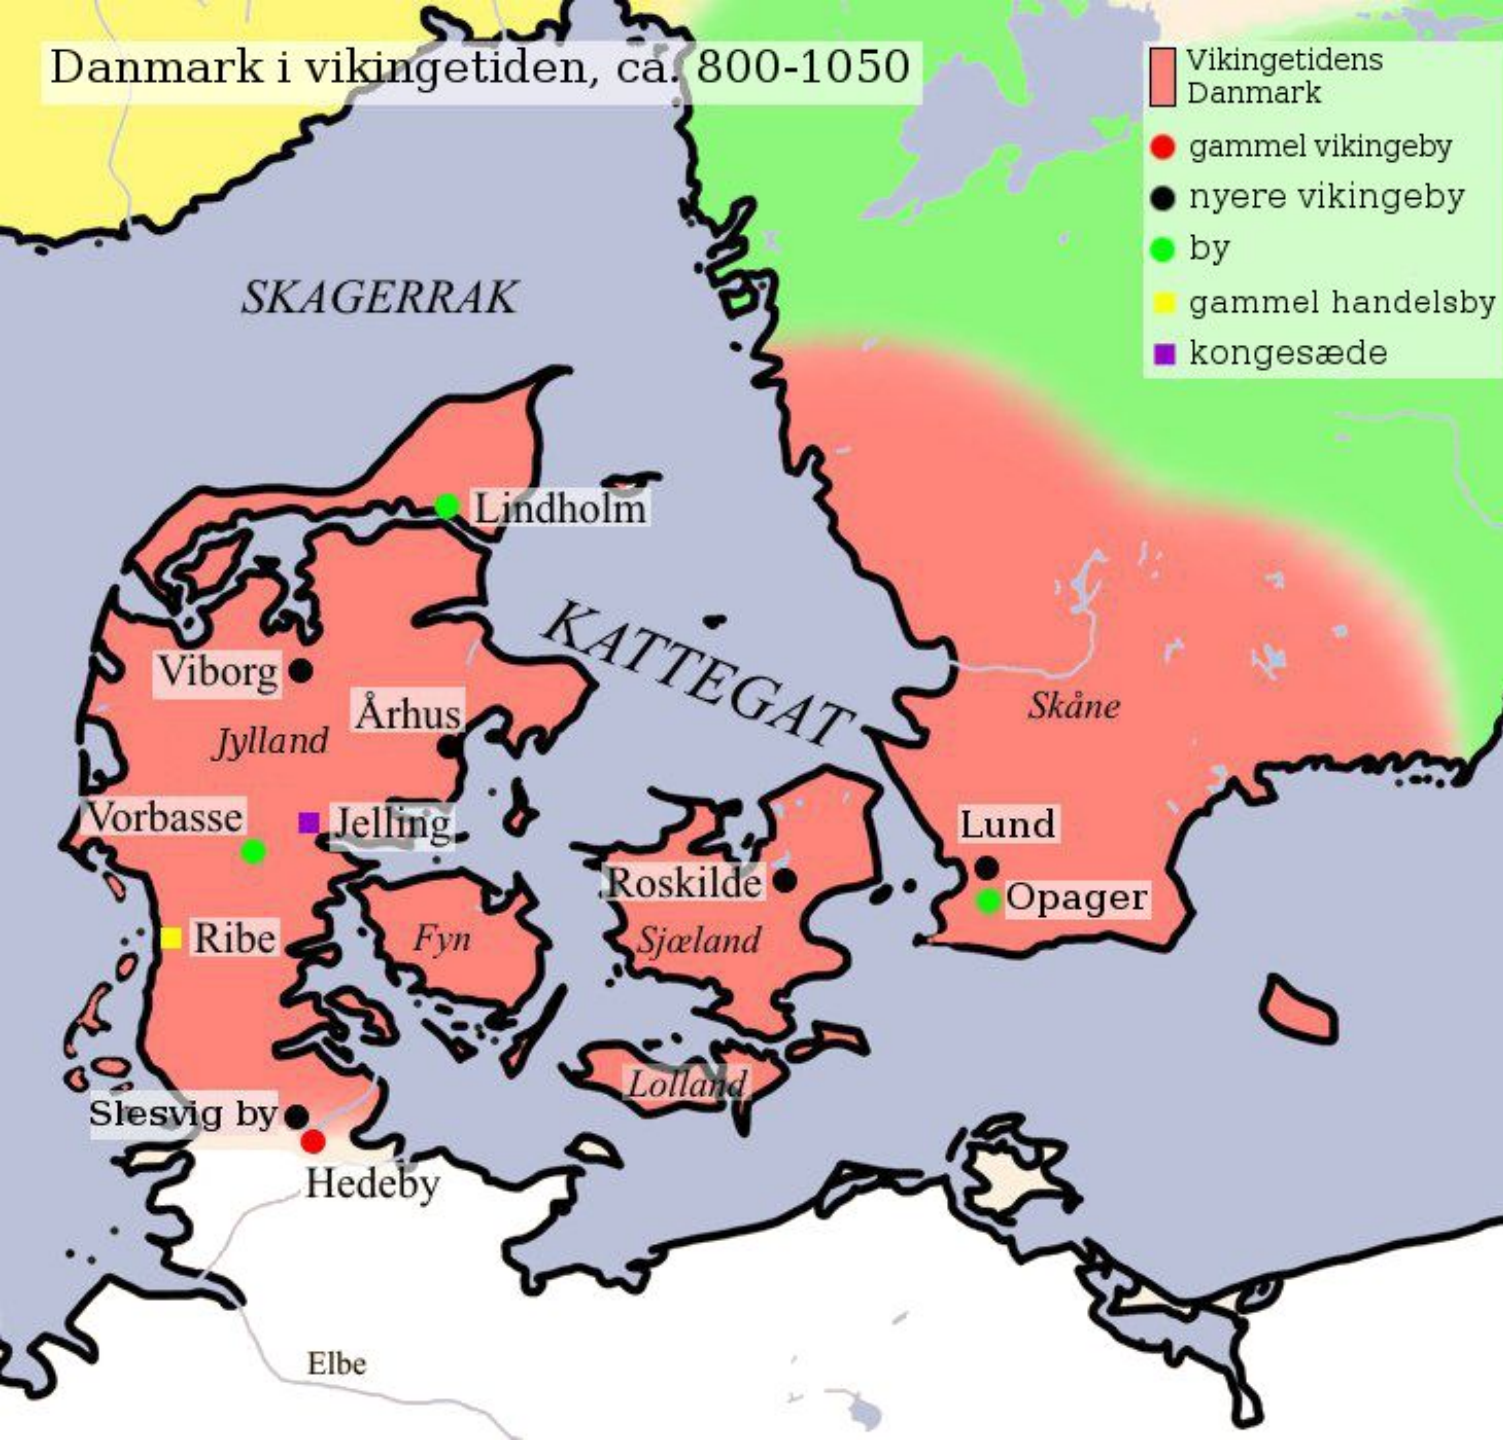 Danmark i vikingetiden, ca. 800-1050
Vikingetidens
Danmark
gammel vikingeby
nyere vikingeby
by
gammel handelsby
kongesæde
SKAGERRAK
Lindholm
KATTEGAT
Viborg
Århus
Jylland
Skåne
Vorbasse
Jelling
Lund
Roskilde
Opager
Ribe
Fyn
Sjælland
Lolland
Slesvig by
Hedeby
Elbe